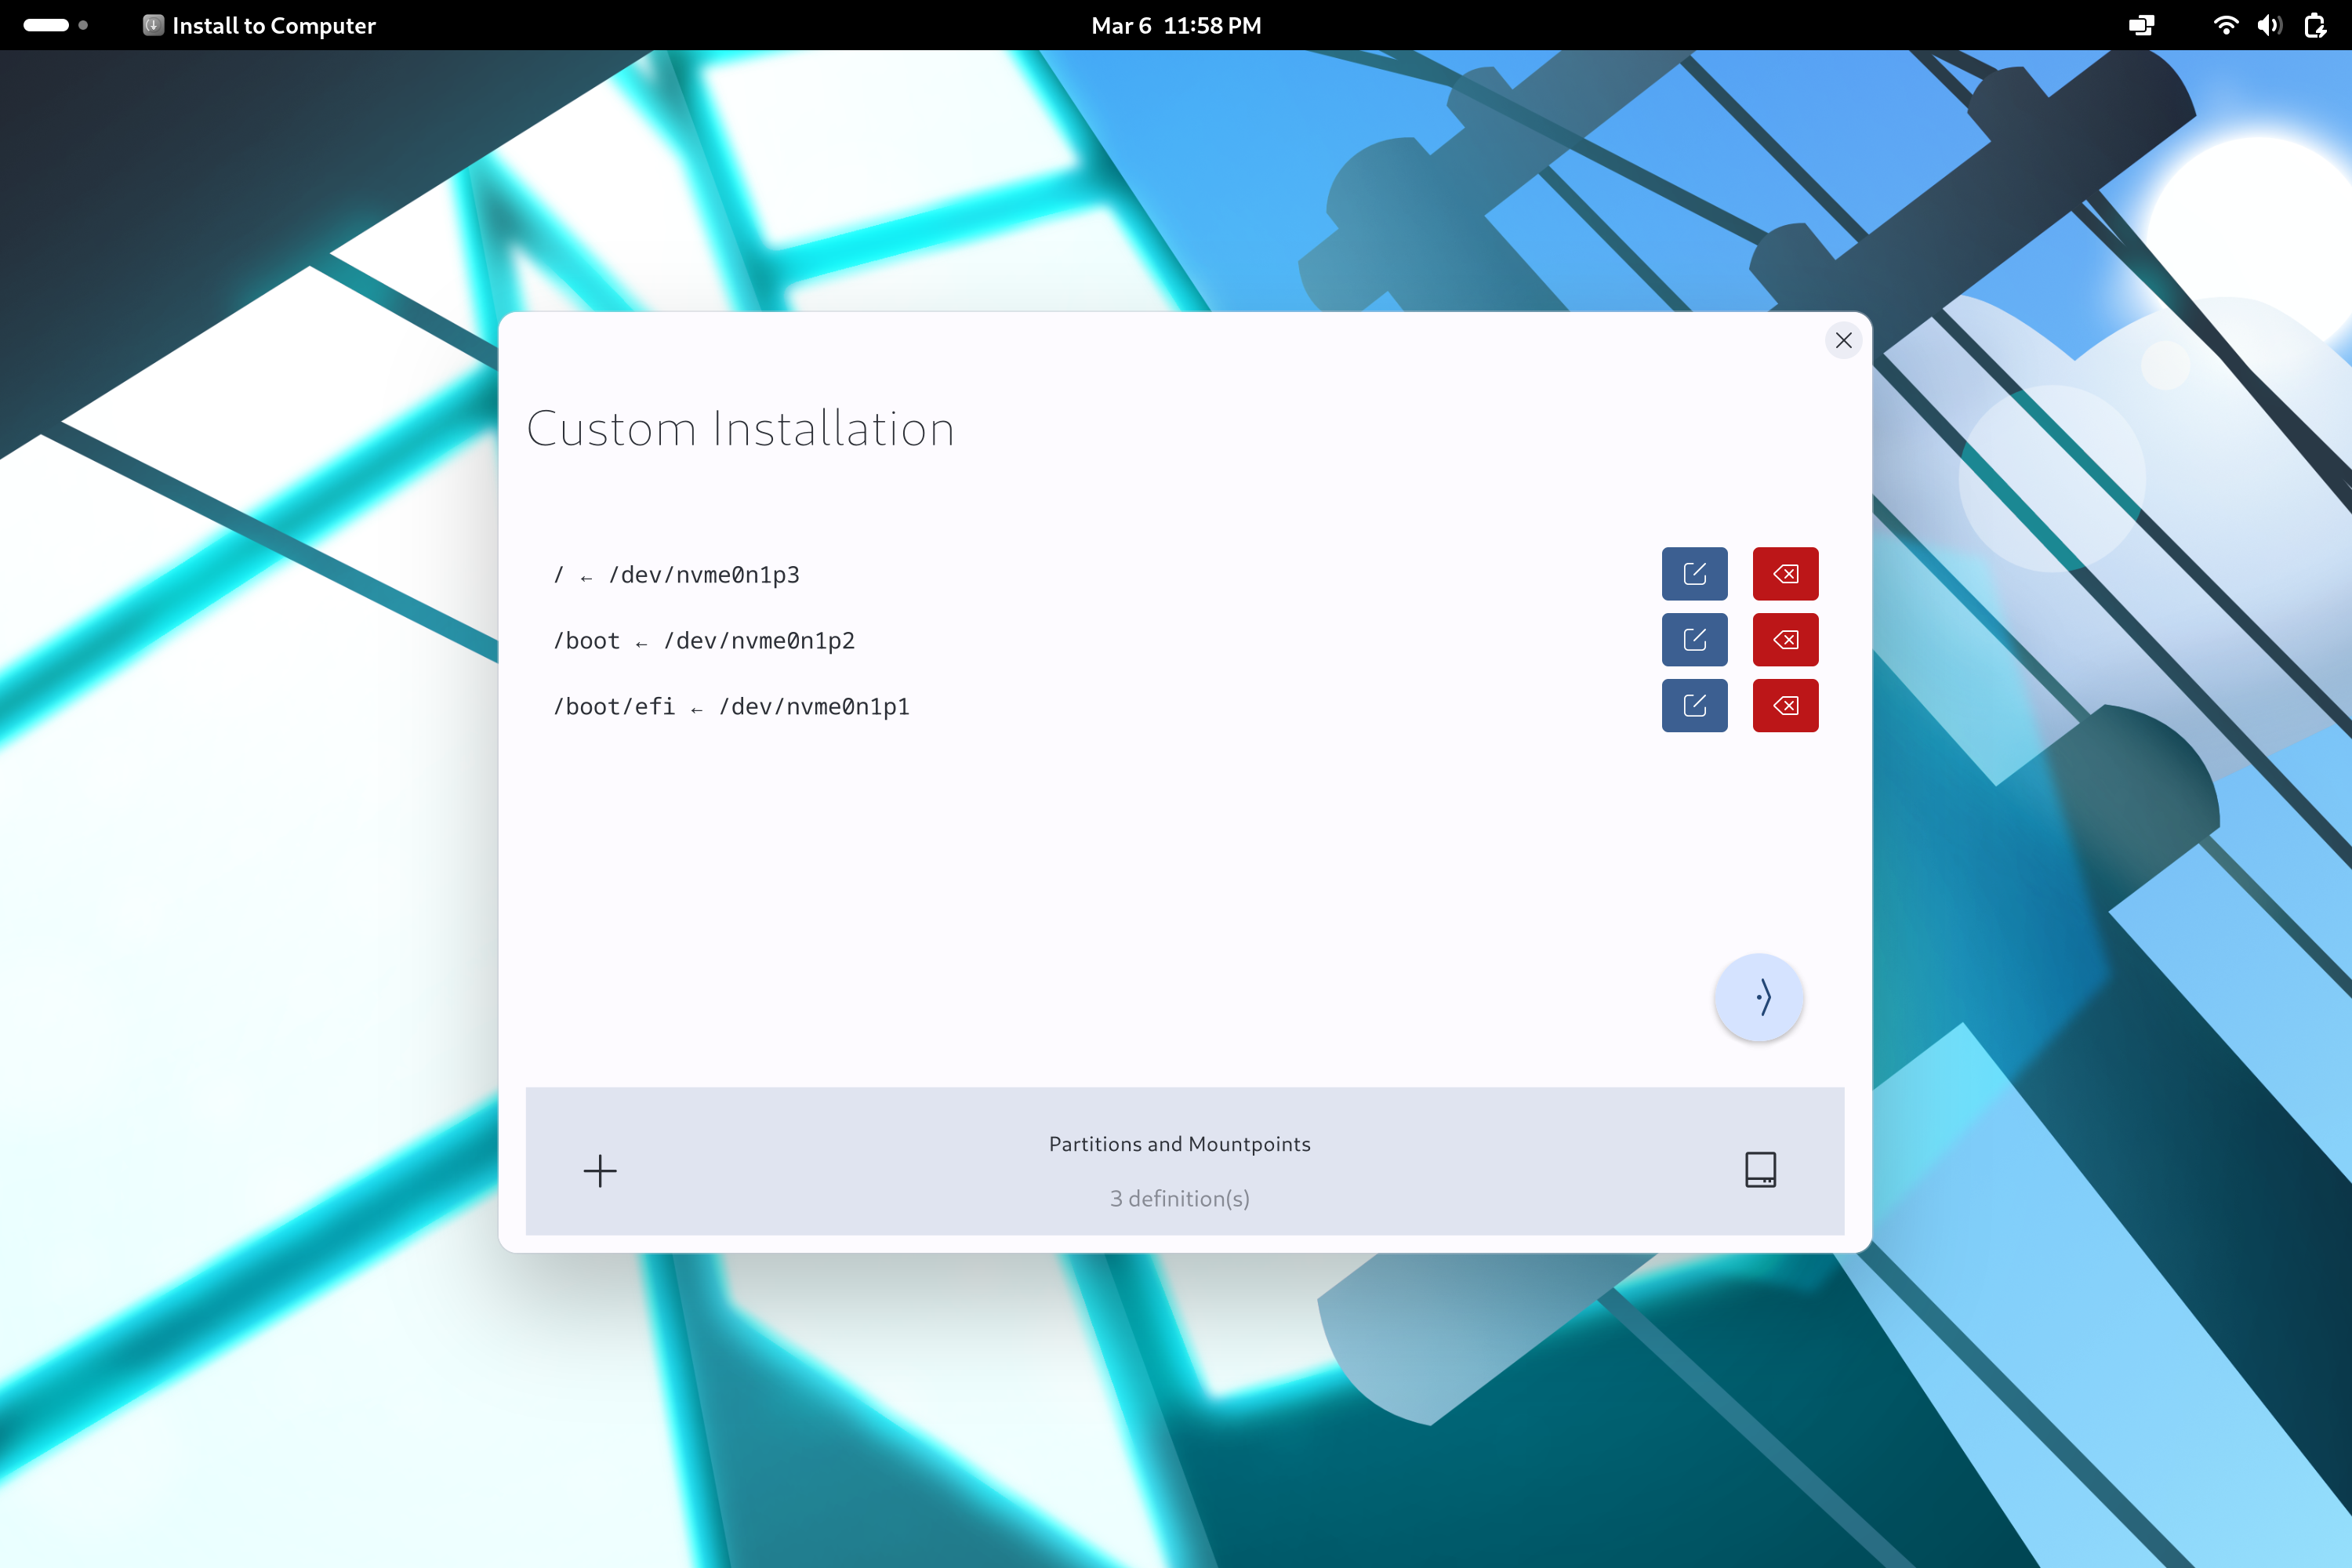 Install to Computer
Mar 6 11:58 PM
Custom Installation
/ ← /dev/nvme0n1p3
/boot ← /dev/nvme0n1p2
/boot/efi ← /dev/nvme0n1p1
Partitions and Mountpoints
3 definition(s)